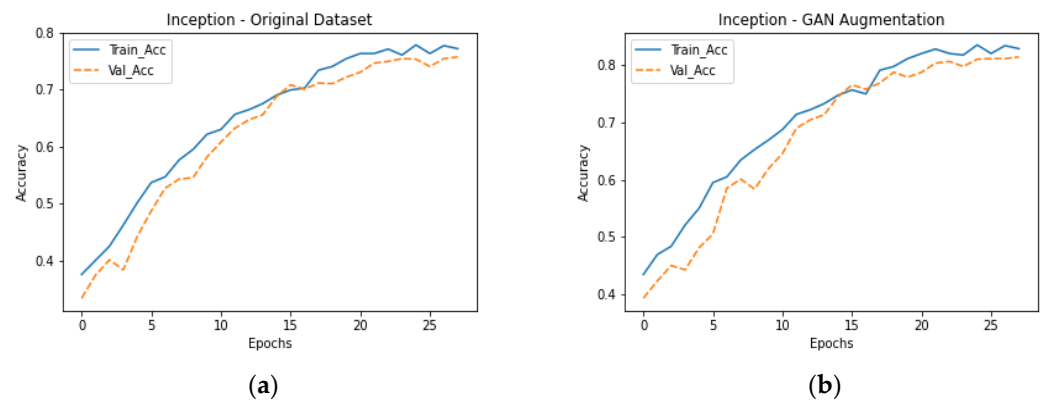 Inception - Original Dataset
Train_Acc
Val_Acc
Accuracy
0.8
0.7
0.6
0.5
0.4
0 5 10 15 20 25
Epochs
(a)
Inception - GAN Augmentation
Train_Acc
Val_Acc
Accuracy
0.8
0.7
0.6
0.5
0.4
0 5 10 15 20 25
Epochs
(b)